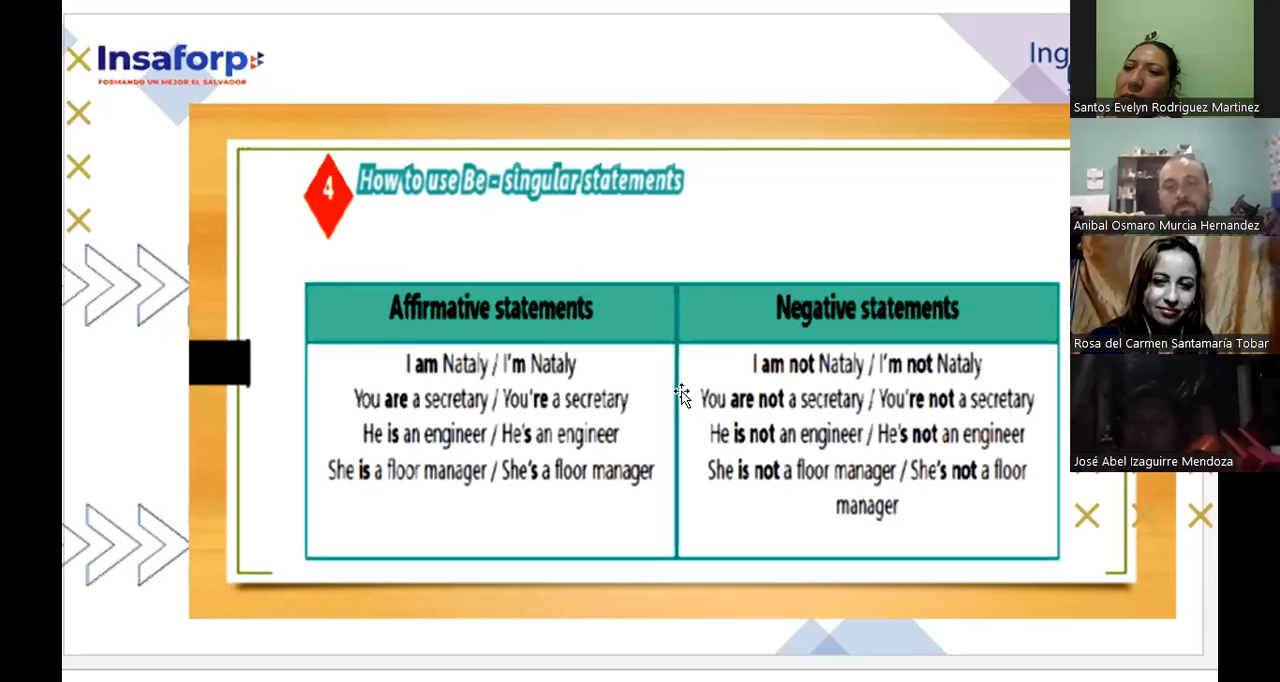 Insaforp
FORMANDO UN MEJOR EL SALVADOR
Ing
4
How to use Be - singular statements
Affirmative statements
Negative statements
I am Nataly / I'm Nataly
You are a secretary / You're a secretary
He is an engineer / He's an engineer
She is a floor manager / She's a floor manager
I am not Nataly / I'm not Nataly
You are not a secretary / You're not a secretary
He is not an engineer / He's not an engineer
She is not a floor manager / She's not a floor
manager
Santos Evelyn Rodriguez Martinez
Anibal Osmaro Murcia Hernandez
Rosa del Carmen Santamaría Tobar
José Abel Izaguirre Mendoza